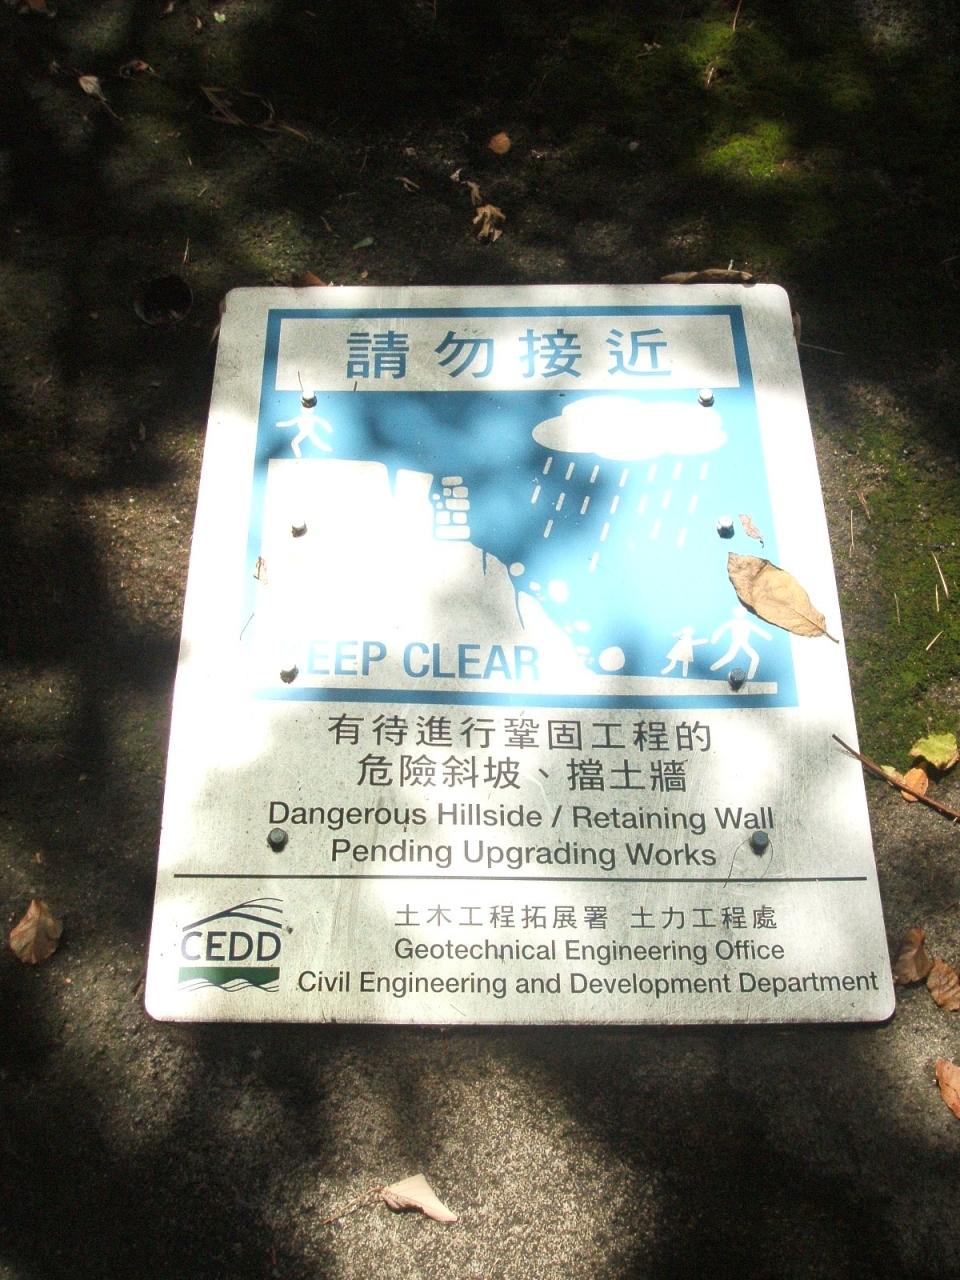 請勿接近
KEEP CLEAR
有待進行鞏固工程的
危險斜坡、擋土牆
Dangerous Hillside / Retaining Wall
Pending Upgrading Works
CEDD
土木工程拓展署 土力工程處
Geotechnical Engineering Office
Civil Engineering and Development Department